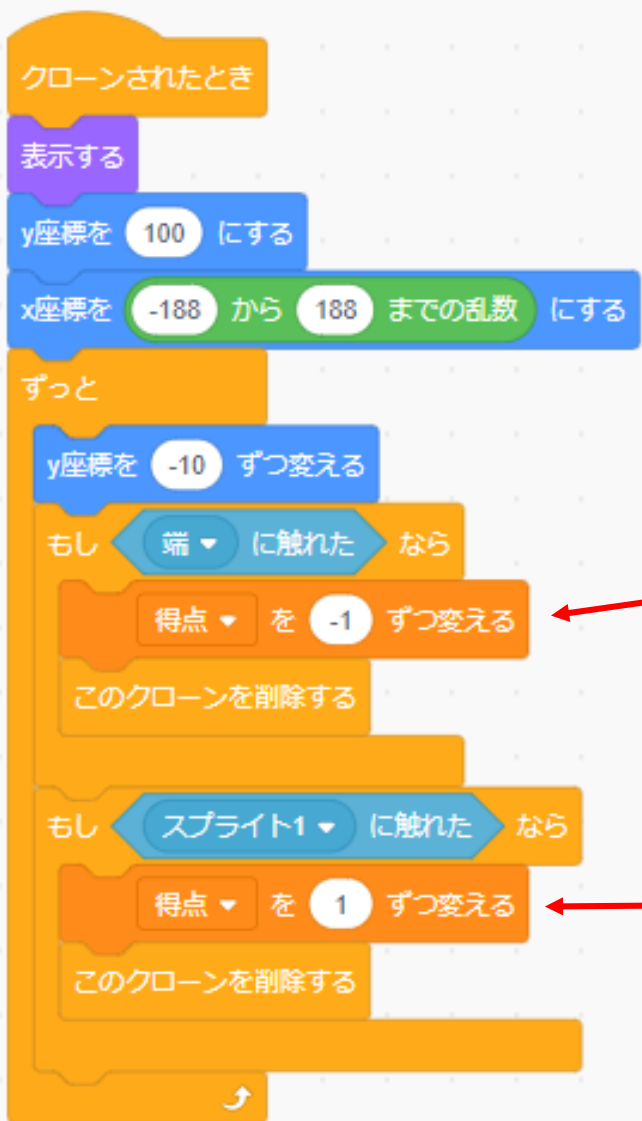 クローンされたとき
表示する
y座標を 100 にする
x座標を -188 から 188 までの乱数 にする
ずっと
y座標を -10 ずつ変える
もし 端 に触れた なら
得点 を -1 ずつ変える
このクローンを削除する
もし スプライト1 に触れた なら
得点 を 1 ずつ変える
このクローンを削除する